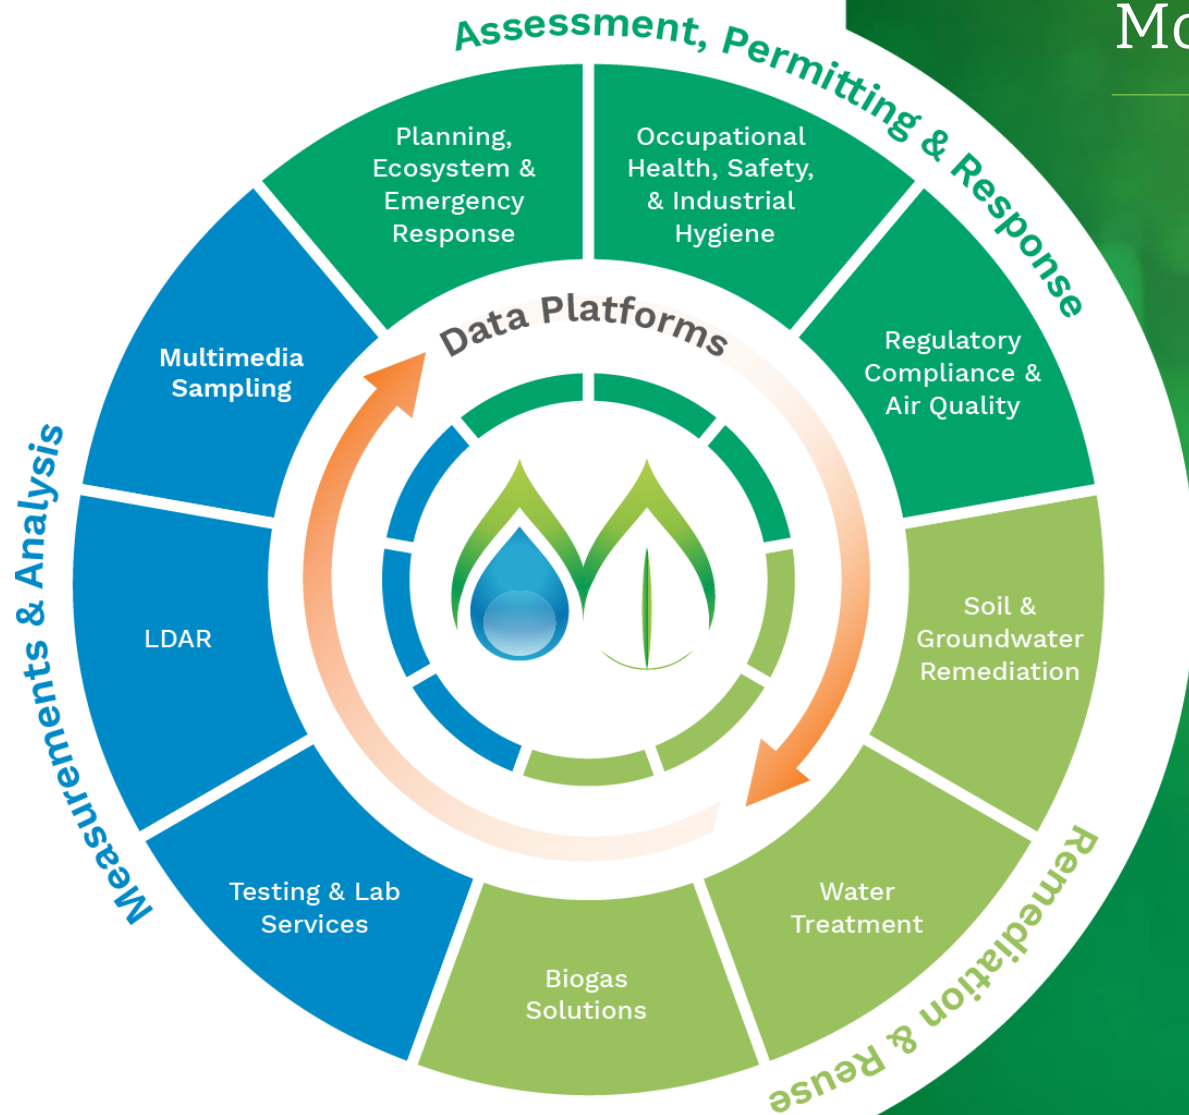 Assessment, Permitting & Response
Mo
Planning,
Ecosystem &
Emergency
Response
Occupational
Health, Safety,
& Industrial
Hygiene
Regulatory
Compliance &
Air Quality
Multimedia
Sampling
Data Platforms
Measurements & Analysis
LDAR
Soil &
Groundwater
Remediation
Testing & Lab
Services
Water
Treatment
Biogas
Solutions
Remediation & Reuse